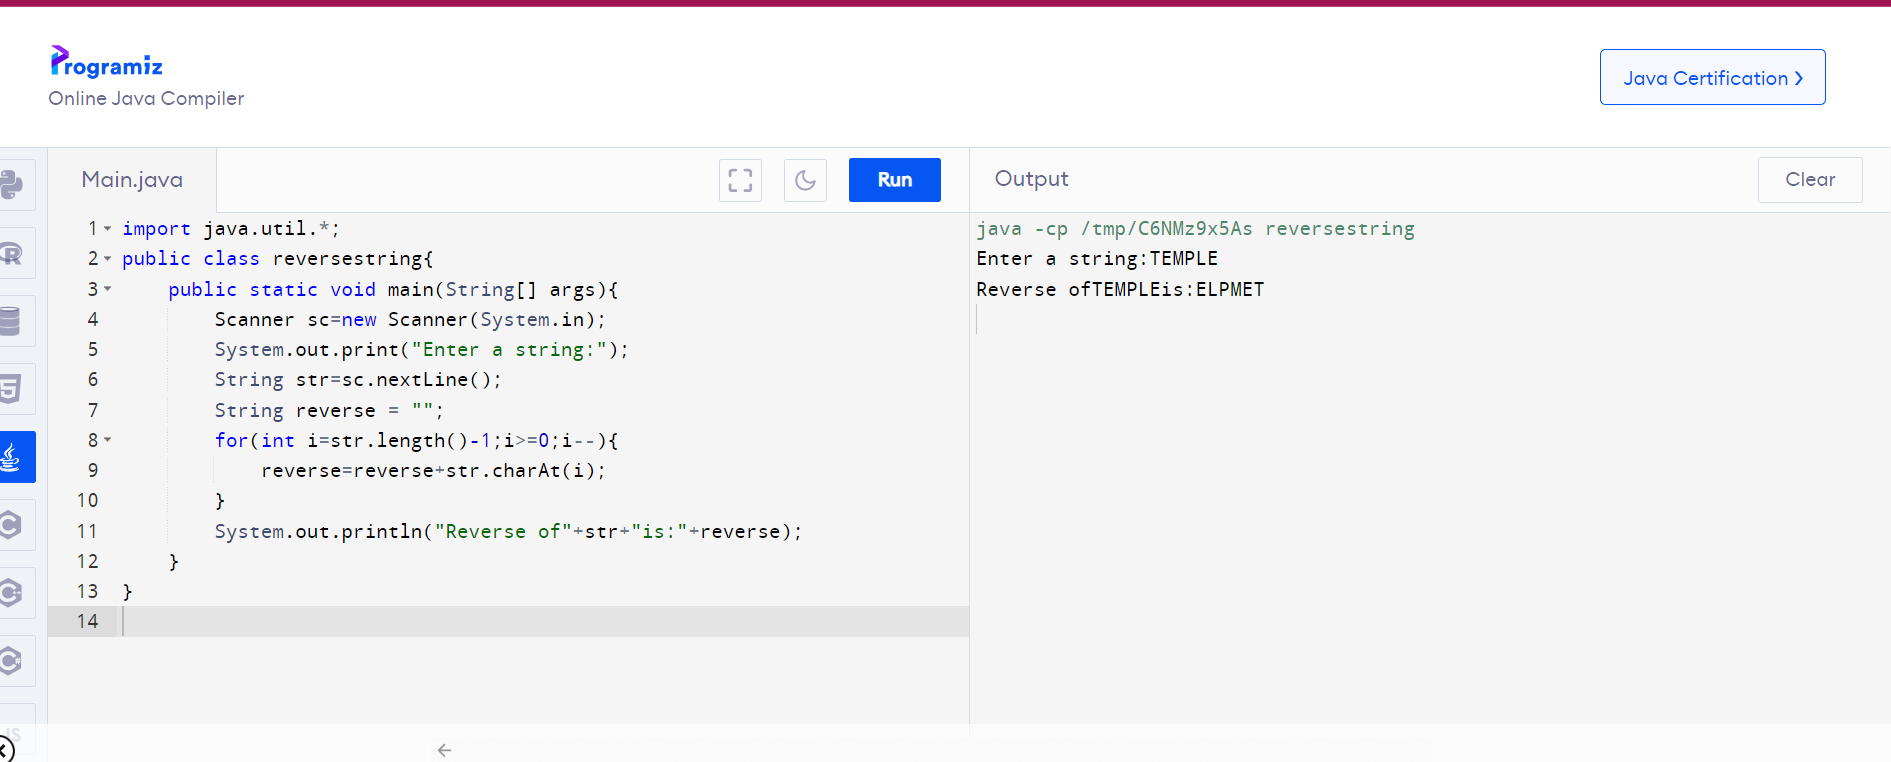 Programiz
Online Java Compiler
Java Certification >
Main.java
Run
Output
Clear
1 import java.util.*;
2 public class reversestring{
3     public static void main(String[] args){
4         Scanner sc=new Scanner(System.in);
5         System.out.print("Enter a string:");
6         String str=sc.nextLine();
7         String reverse = "";
8         for(int i=str.length()-1;i>=0;i--){
9             reverse=reverse+str.charAt(i);
10         }
11         System.out.println("Reverse of"+str+"is:"+reverse);
12     }
13 }
14
java -cp /tmp/C6NMz9x5As reversestring
Enter a string:TEMPLE
Reverse ofTEMPLEis:ELPMET
R
5
C
C
C#
JS